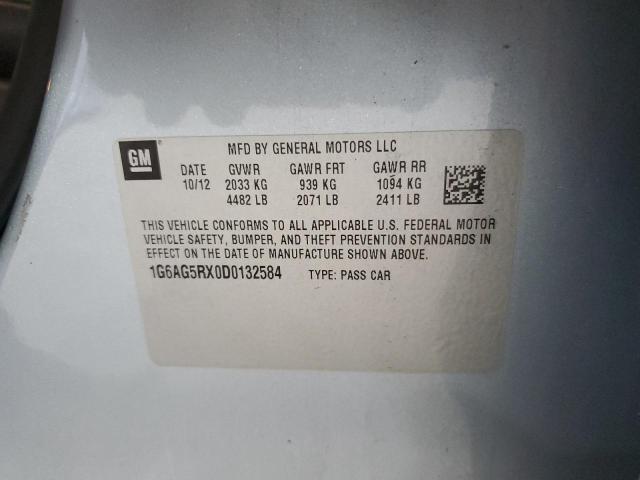 GM
MFD BY GENERAL MOTORS LLC
DATE GVWR GAWR FRT GAWR RR
10/12 2033 KG 939 KG 1094 KG
4482 LB 2071 LB 2411 LB
THIS VEHICLE CONFORMS TO ALL APPLICABLE U.S. FEDERAL MOTOR
VEHICLE SAFETY, BUMPER, AND THEFT PREVENTION STANDARDS IN
EFFECT ON THE DATE OF MANUFACTURE SHOWN ABOVE.
1G6AG5RX0D0132584 TYPE: PASS CAR